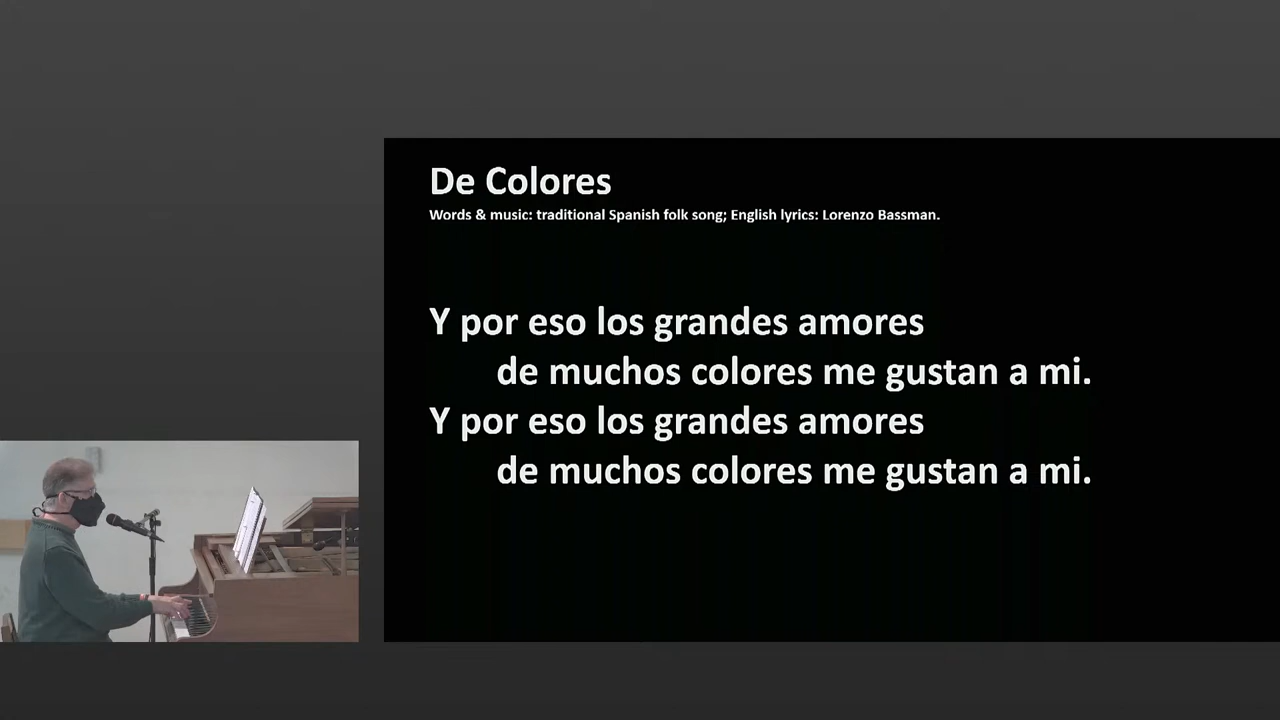 De Colores
Words & music: traditional Spanish folk song; English lyrics: Lorenzo Bassman.
Y por eso los grandes amores
de muchos colores me gustan a mi.
Y por eso los grandes amores
de muchos colores me gustan a mi.